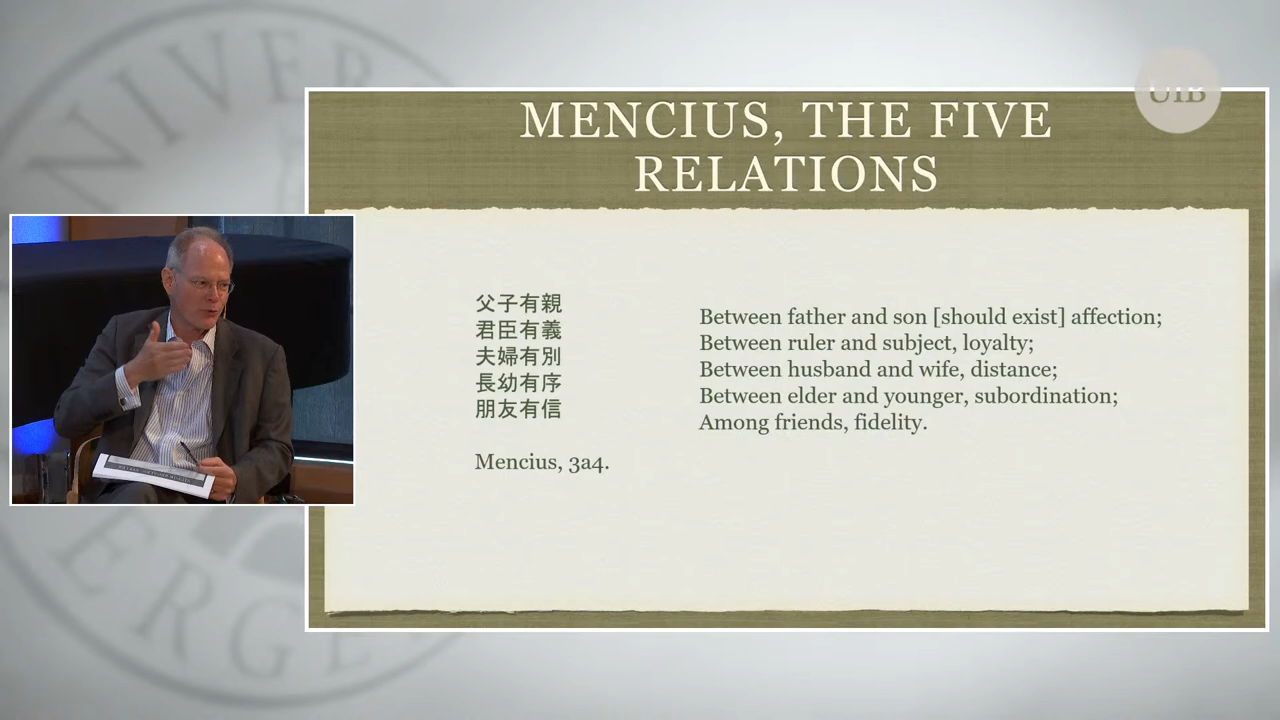 UiB
MENCIUS, THE FIVE
RELATIONS
父子有親
君臣有義
夫婦有別
長幼有序
朋友有信
Mencius, 3a4.
Between father and son [should exist] affection;
Between ruler and subject, loyalty;
Between husband and wife, distance;
Between elder and younger, subordination;
Among friends, fidelity.